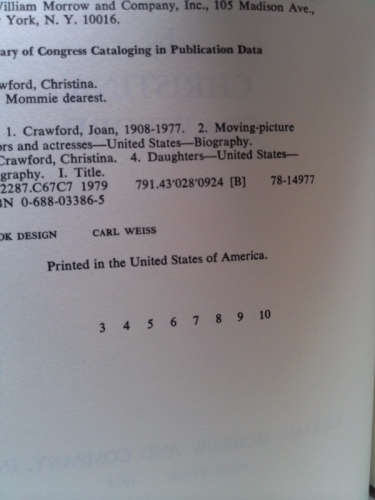 William Morrow and Company, Inc., 105 Madison Ave.,
York, N. Y. 10016.
ary of Congress Cataloging in Publication Data
wford, Christina.
Mommie dearest.
1. Crawford, Joan, 1908-1977. 2. Moving-picture
ors and actresses—United States—Biography.
Crawford, Christina. 4. Daughters—United States—
graphy. I. Title.
2287.C67C7 1979 791.43'028'0924 [B] 78-14977
BN 0-688-03386-5
OK DESIGN CARL WEISS
Printed in the United States of America.
3 4 5 6 7 8 9 10